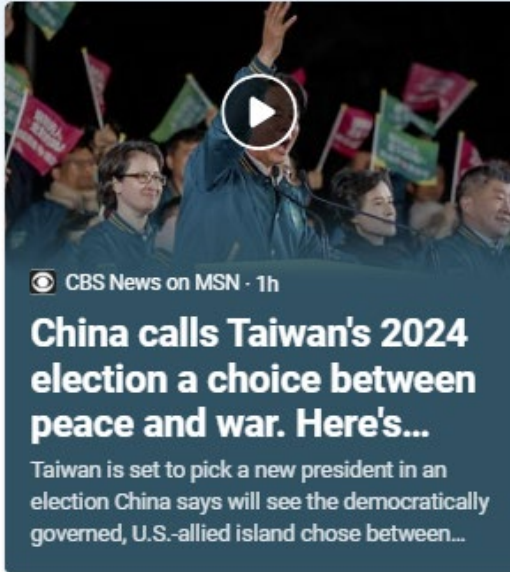 CBS News on MSN · 1h
China calls Taiwan's 2024
election a choice between
peace and war. Here's...
Taiwan is set to pick a new president in an
election China says will see the democratically
governed, U.S.-allied island chose between...